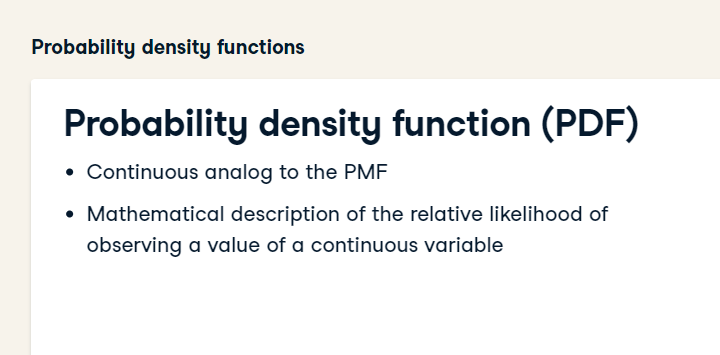 Probability density functions
Probability density function (PDF)
• Continuous analog to the PMF
• Mathematical description of the relative likelihood of
observing a value of a continuous variable